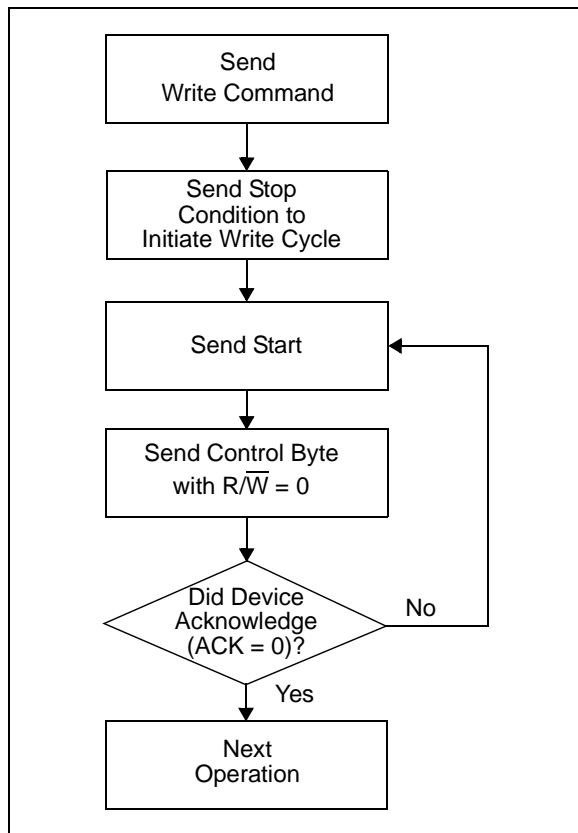 Send
Write Command
Send Stop
Condition to
Initiate Write Cycle
Send Start
Send Control Byte
with R/W̅ = 0
Did Device
Acknowledge
(ACK = 0)?
No
Yes
Next
Operation